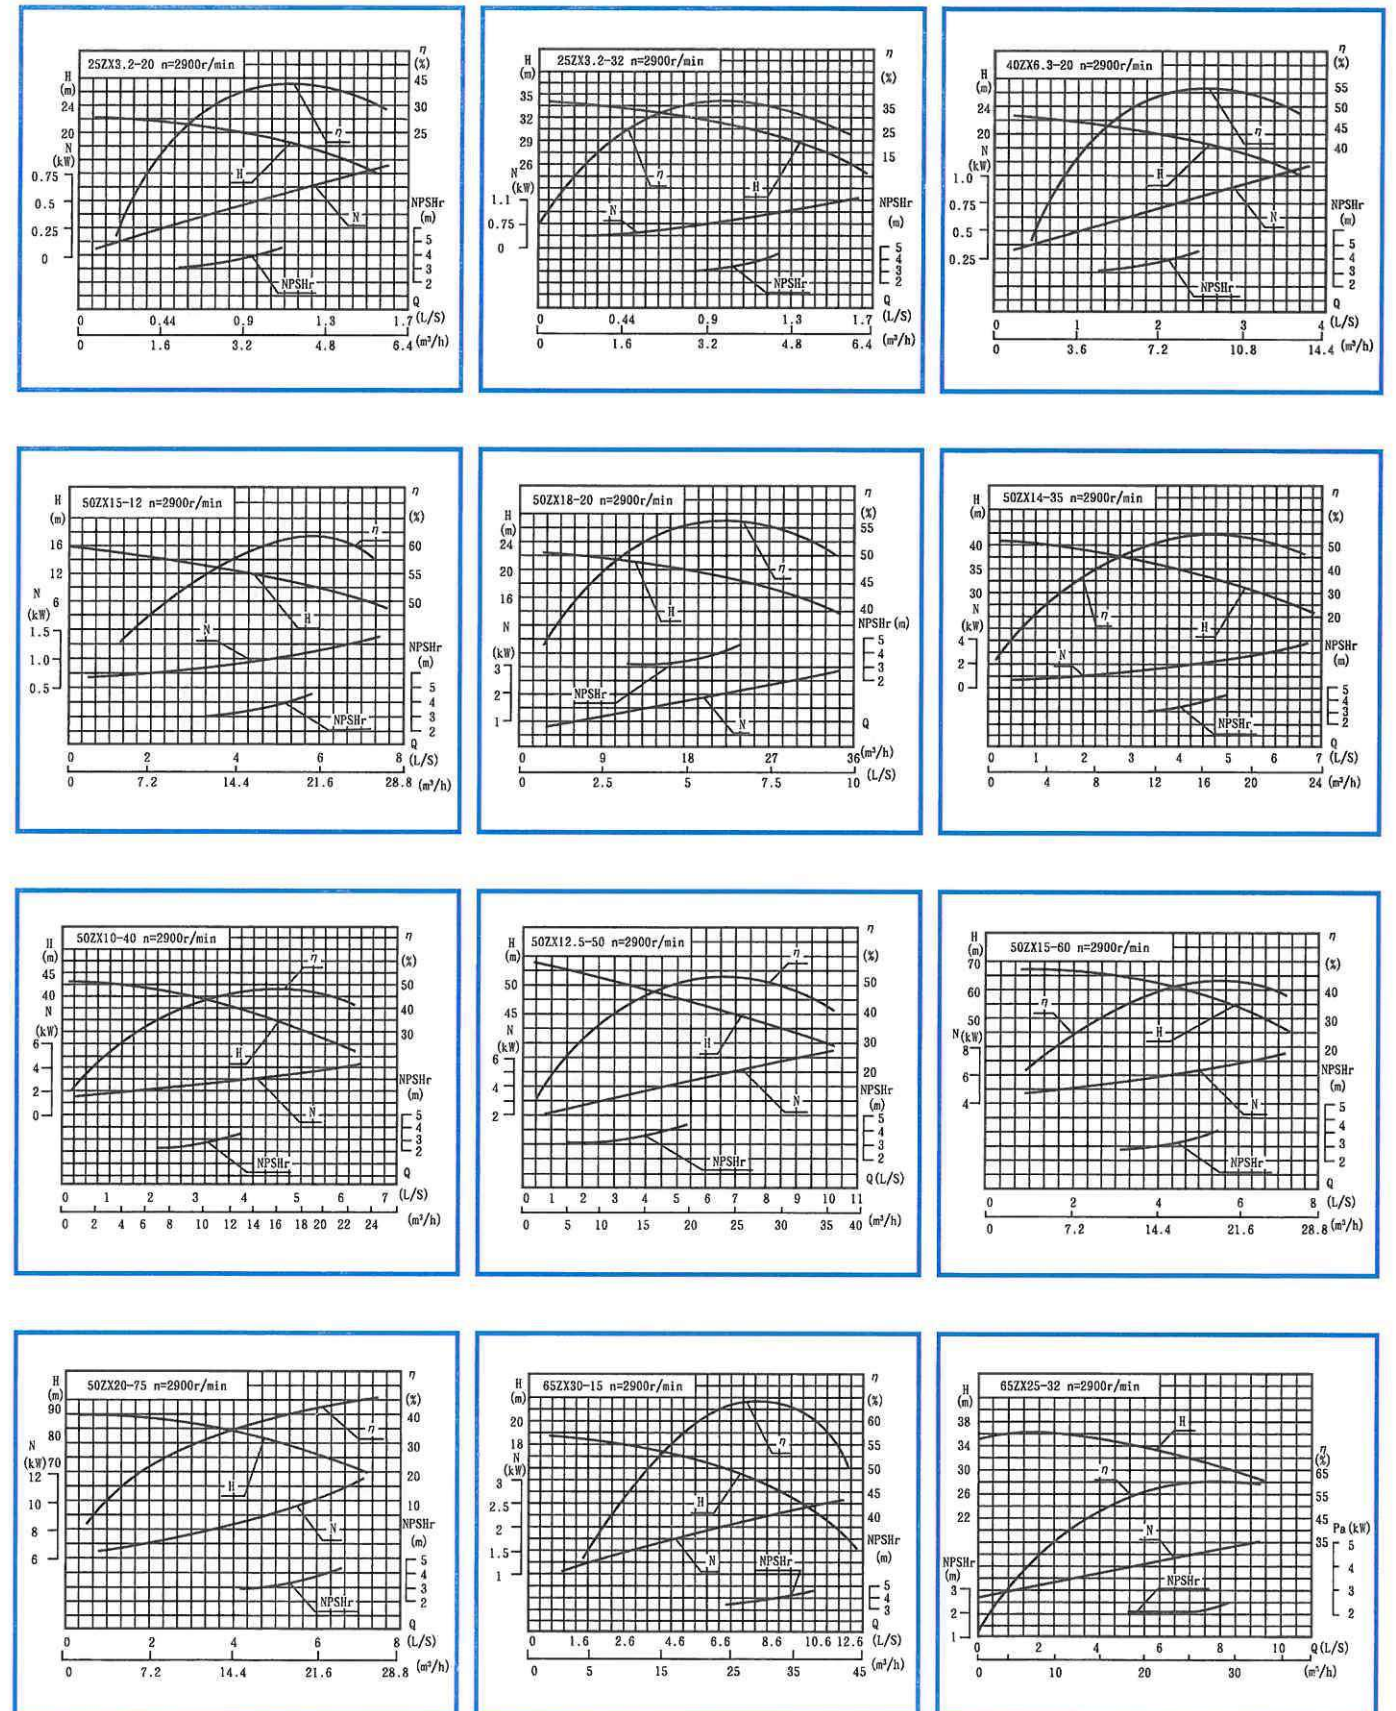 25ZX3.2-20 n=2900r/min
η
(%)
H
(m)
45
24
30
20
25
N
(kW)
0.75
0.5
0.25
0
η
H
N
NPSHr
NPSHr
(m)
5
4
3
2
Q
0 0.44 0.9 1.3 1.7 (L/S)
0 1.6 3.2 4.8 6.4 (m³/h)
25ZX3.2-32 n=2900r/min
η
(%)
H
(m)
35
32
29
26
35
25
15
N
(kW)
1.1
0.75
0
η
H
N
NPSHr
NPSHr
(m)
5
4
3
2
Q
0 0.44 0.9 1.3 1.7 (L/S)
0 1.6 3.2 4.8 6.4 (m³/h)
40ZX6.3-20 n=2900r/min
η
(%)
H
(m)
24
20
55
50
45
40
N
(kW)
1.0
0.75
0.5
0.25
η
H
N
NPSHr
NPSHr
(m)
5
4
3
2
Q
0 1 2 3 4 (L/S)
0 3.6 7.2 10.8 14.4 (m³/h)
50ZX15-12 n=2900r/min
η
(%)
H
(m)
16
12
6
60
55
50
N
(kW)
1.5
1.0
0.5
η
H
N
NPSHr
NPSHr
(m)
5
4
3
2
Q
0 2 4 6 8 (L/S)
0 7.2 14.4 21.6 28.8 (m³/h)
50ZX18-20 n=2900r/min
η
(%)
H
(m)
24
20
16
55
50
45
40
N
(kW)
3
2
1
η
H
NPSHr
N
NPSHr (m)
5
4
3
2
Q
0 9 18 27 36 (m³/h)
0 2.5 5 7.5 10 (L/S)
50ZX14-35 n=2900r/min
η
(%)
H
(m)
40
35
30
50
40
30
20
N
(kW)
4
2
0
η
H
N
NPSHr
NPSHr
(m)
5
4
3
2
Q
0 1 2 3 4 5 6 7 (L/S)
0 4 8 12 16 20 24 (m³/h)
50ZX10-40 n=2900r/min
η
(%)
H
(m)
45
40
50
40
30
N
(kW)
6
4
2
0
η
H
N
NPSHr
NPSHr
(m)
5
4
3
2
Q
0 1 2 3 4 5 6 7 (L/S)
0 2 4 6 8 10 12 14 16 18 20 22 24 (m³/h)
50ZX12.5-50 n=2900r/min
η
(%)
H
(m)
50
45
50
40
30
20
N
(kW)
6
4
2
η
H
N
NPSHr
NPSHr
(m)
5
4
3
2
Q (L/S)
0 1 2 3 4 5 6 7 8 9 10 11
0 5 10 15 20 25 30 35 40 (m³/h)
50ZX15-60 n=2900r/min
η
(%)
H
(m)
70
60
50
40
30
20
N (kW)
8
6
4
η
H
N
NPSHr
NPSHr
(m)
5
4
3
2
Q
0 2 4 6 8 (L/S)
0 7.2 14.4 21.6 28.8 (m³/h)
50ZX20-75 n=2900r/min
η
(%)
H
(m)
90
80
70
40
30
20
10
N
(kW)
12
10
8
6
η
H
N
NPSHr
NPSHr
(m)
5
4
3
2
Q
0 2 4 6 8 (L/S)
0 7.2 14.4 21.6 28.8 (m³/h)
65ZX30-15 n=2900r/min
η
(%)
H
(m)
20
18
60
55
50
45
40
N
(kW)
3
2.5
2
1.5
1
η
H
N
NPSHr
NPSHr
(m)
5
4
3
Q
0 1.6 2.6 4.6 6.6 8.6 10.6 12.6 (L/S)
0 5 15 25 35 45 (m³/h)
65ZX25-32 n=2900r/min
H
(m)
38
34
30
26
22
η
(%)
65
55
45
35
H
η
N
NPSHr
Pa (kW)
5
4
3
2
NPSHr
(m)
3
2
1
0 2 4 6 8 10 Q (L/S)
0 10 20 30 (m³/h)